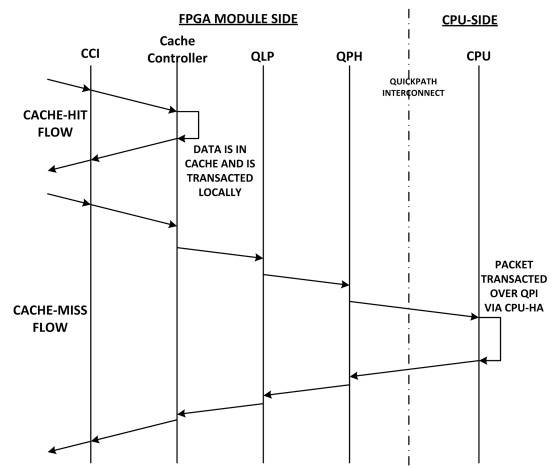 FPGA MODULE SIDE
CPU-SIDE
CCI
Cache
Controller
QLP
QPH
CPU
QUICKPATH
INTERCONNECT
CACHE-HIT
FLOW
DATA IS IN
CACHE AND IS
TRANSACTED
LOCALLY
CACHE-MISS
FLOW
PACKET
TRANSACTED
OVER QPI
VIA CPU-HA